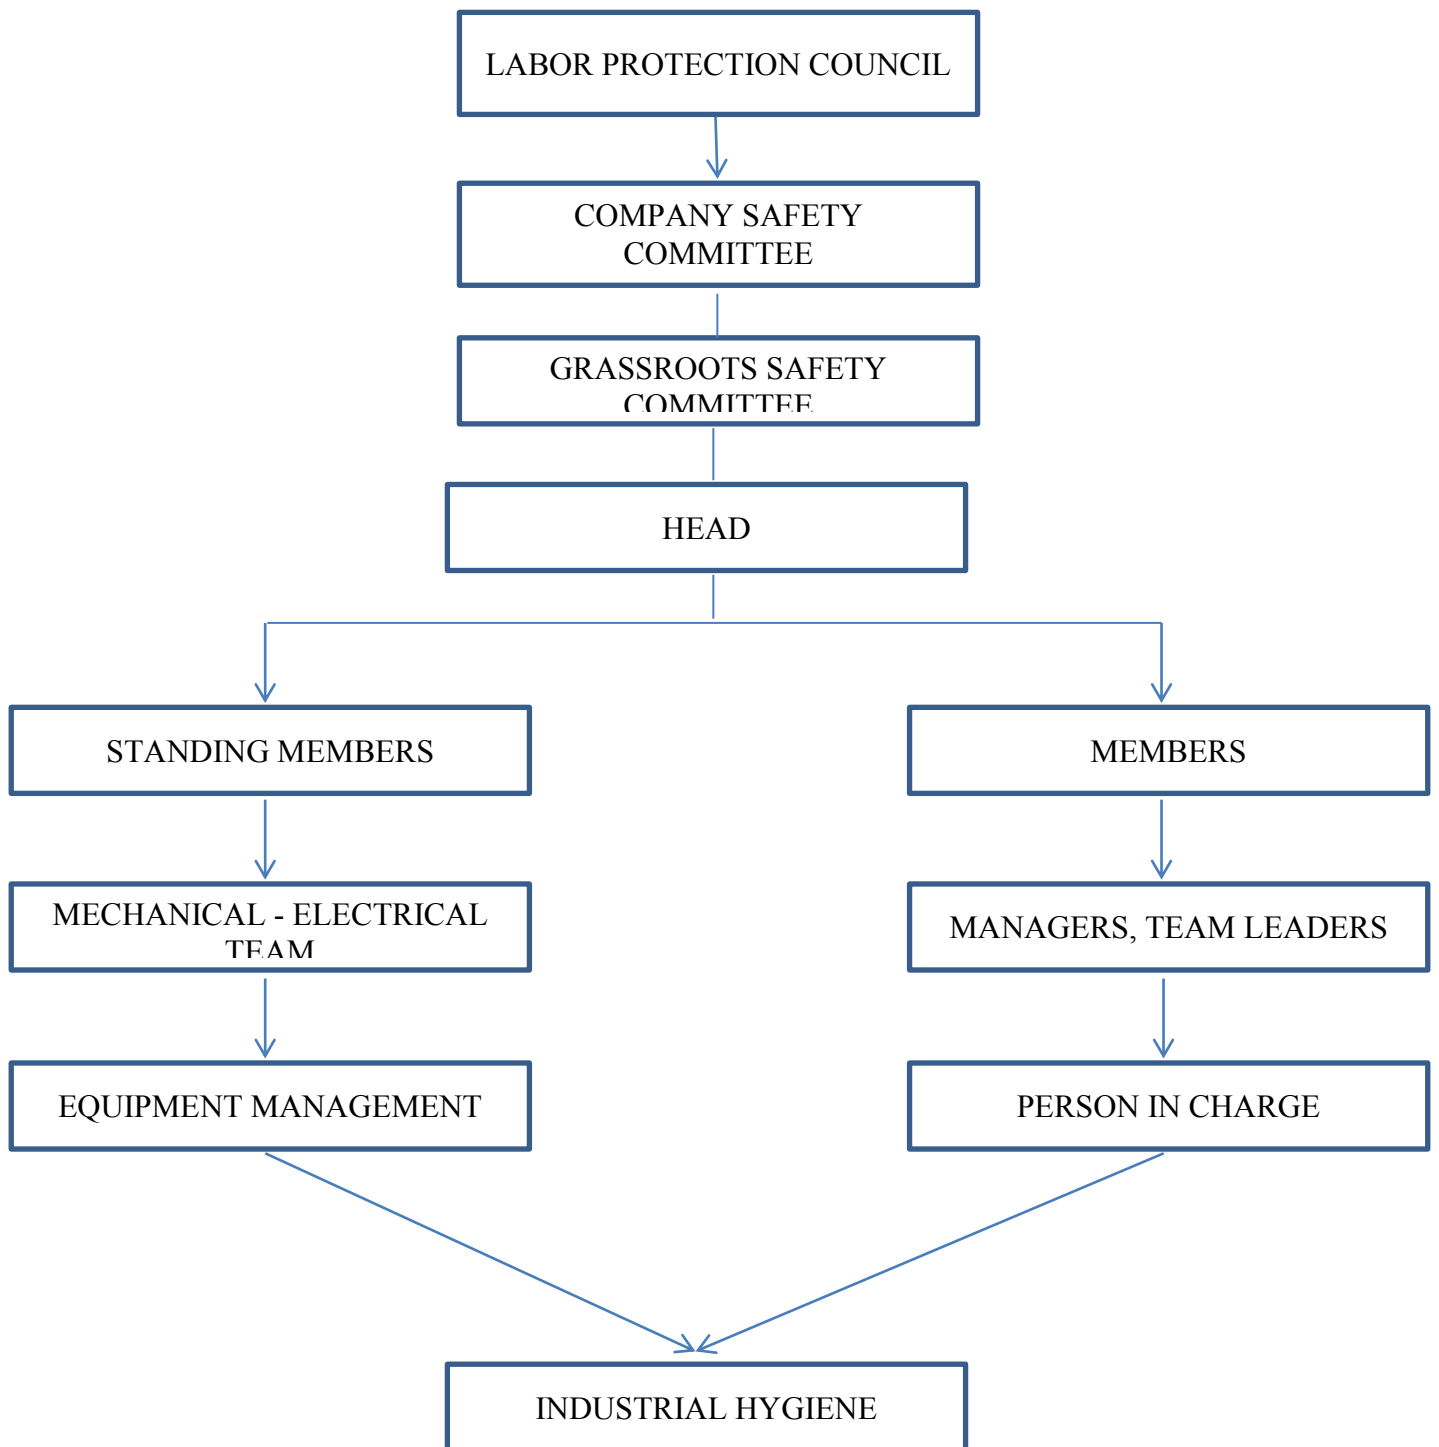 LABOR PROTECTION COUNCIL
COMPANY SAFETY
COMMITTEE
GRASSROOTS SAFETY
COMMITTEE
HEAD
STANDING MEMBERS
MEMBERS
MECHANICAL - ELECTRICAL
TEAM
MANAGERS, TEAM LEADERS
EQUIPMENT MANAGEMENT
PERSON IN CHARGE
INDUSTRIAL HYGIENE